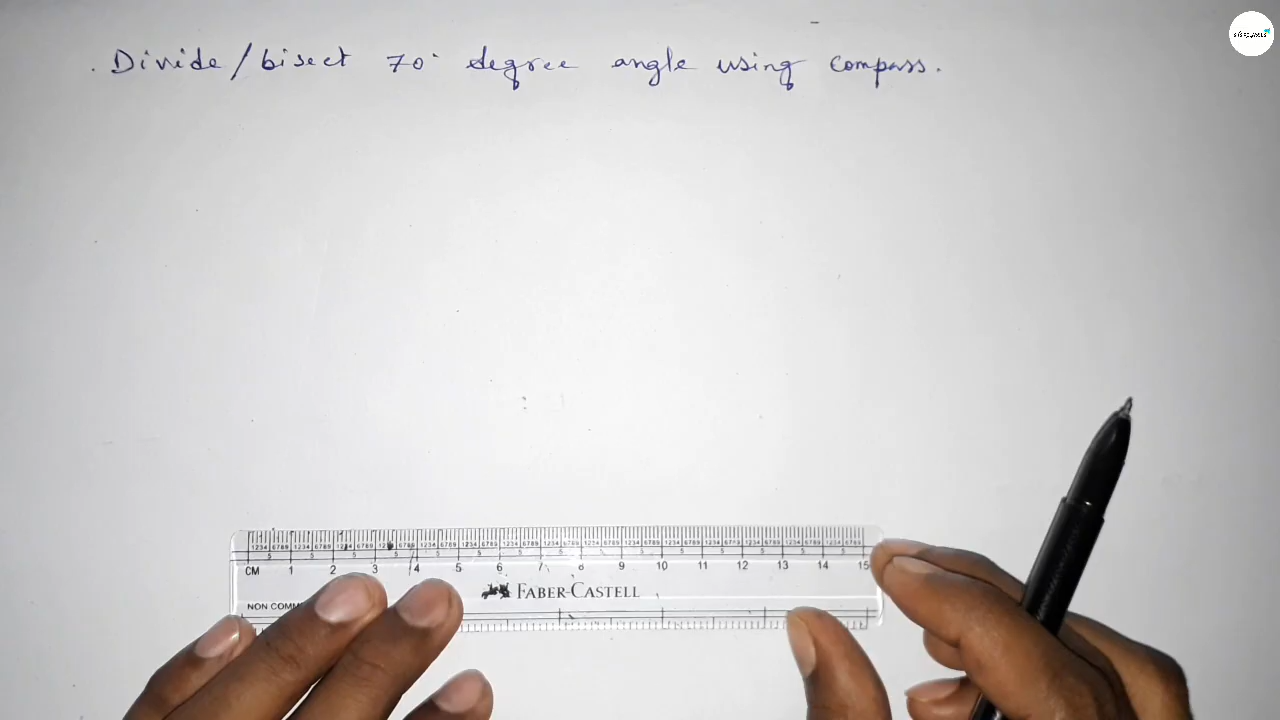 . Divide/bisect 70° degree angle using compass.
CM 1 2 3 4 5 6 7 8 9 10 11 12 13 14 15
FABER-CASTELL
NON COMM